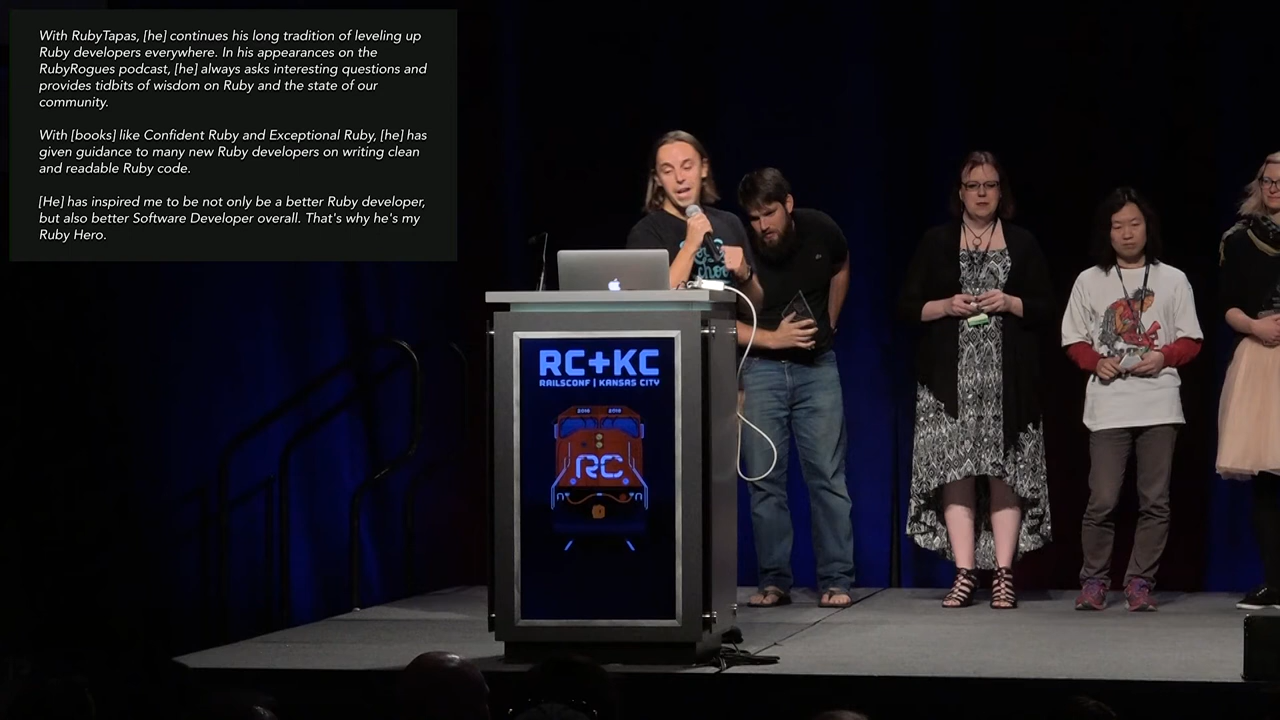 With RubyTapas, [he] continues his long tradition of leveling up
Ruby developers everywhere. In his appearances on the
RubyRogues podcast, [he] always asks interesting questions and
provides tidbits of wisdom on Ruby and the state of our
community.
With [books] like Confident Ruby and Exceptional Ruby, [he] has
given guidance to many new Ruby developers on writing clean
and readable Ruby code.
[He] has inspired me to be not only be a better Ruby developer,
but also better Software Developer overall. That's why he's my
Ruby Hero.
RC+KC
RAILSCONF | KANSAS CITY
2016 2016
RC